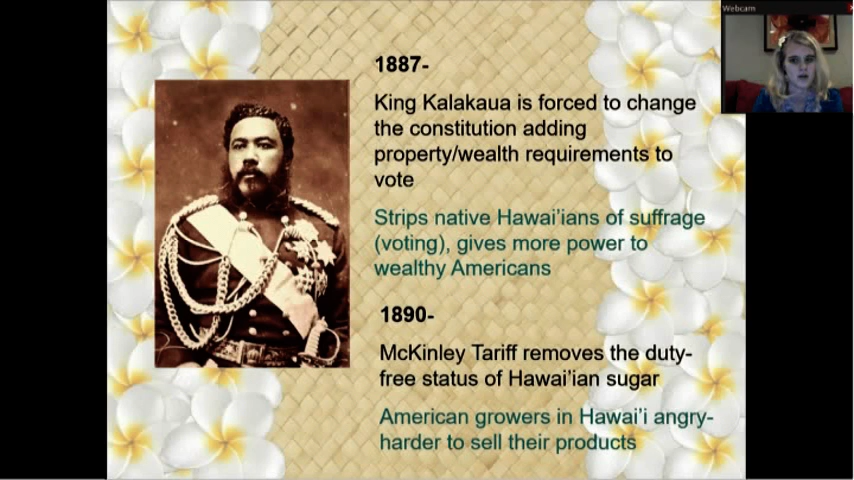 Webcam
1887-
King Kalakaua is forced to change
the constitution adding
property/wealth requirements to
vote
Strips native Hawai'ians of suffrage
(voting), gives more power to
wealthy Americans
1890-
McKinley Tariff removes the duty-
free status of Hawai'ian sugar
American growers in Hawai'i angry-
harder to sell their products